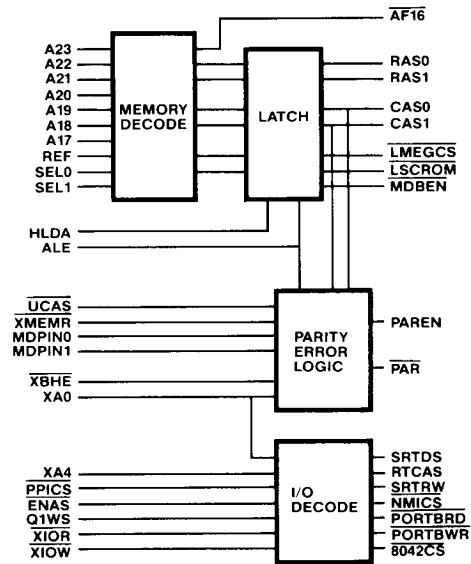 AF16
A23
A22
A21
A20
A19
A18
A17
REF
SEL0
SEL1
MEMORY
DECODE
LATCH
RAS0
RAS1
CAS0
CAS1
LMEGCS
LSCROM
MDBEN
HLDA
ALE
UCAS
XMEMR
MDPIN0
MDPIN1
XBHE
XA0
PARITY
ERROR
LOGIC
PAREN
PAR
XA4
PPICS
ENAS
Q1WS
XIOR
XIOW
I/O
DECODE
SRTDS
RTCAS
SRTRW
NMICS
PORTBRD
PORTBWR
8042CS